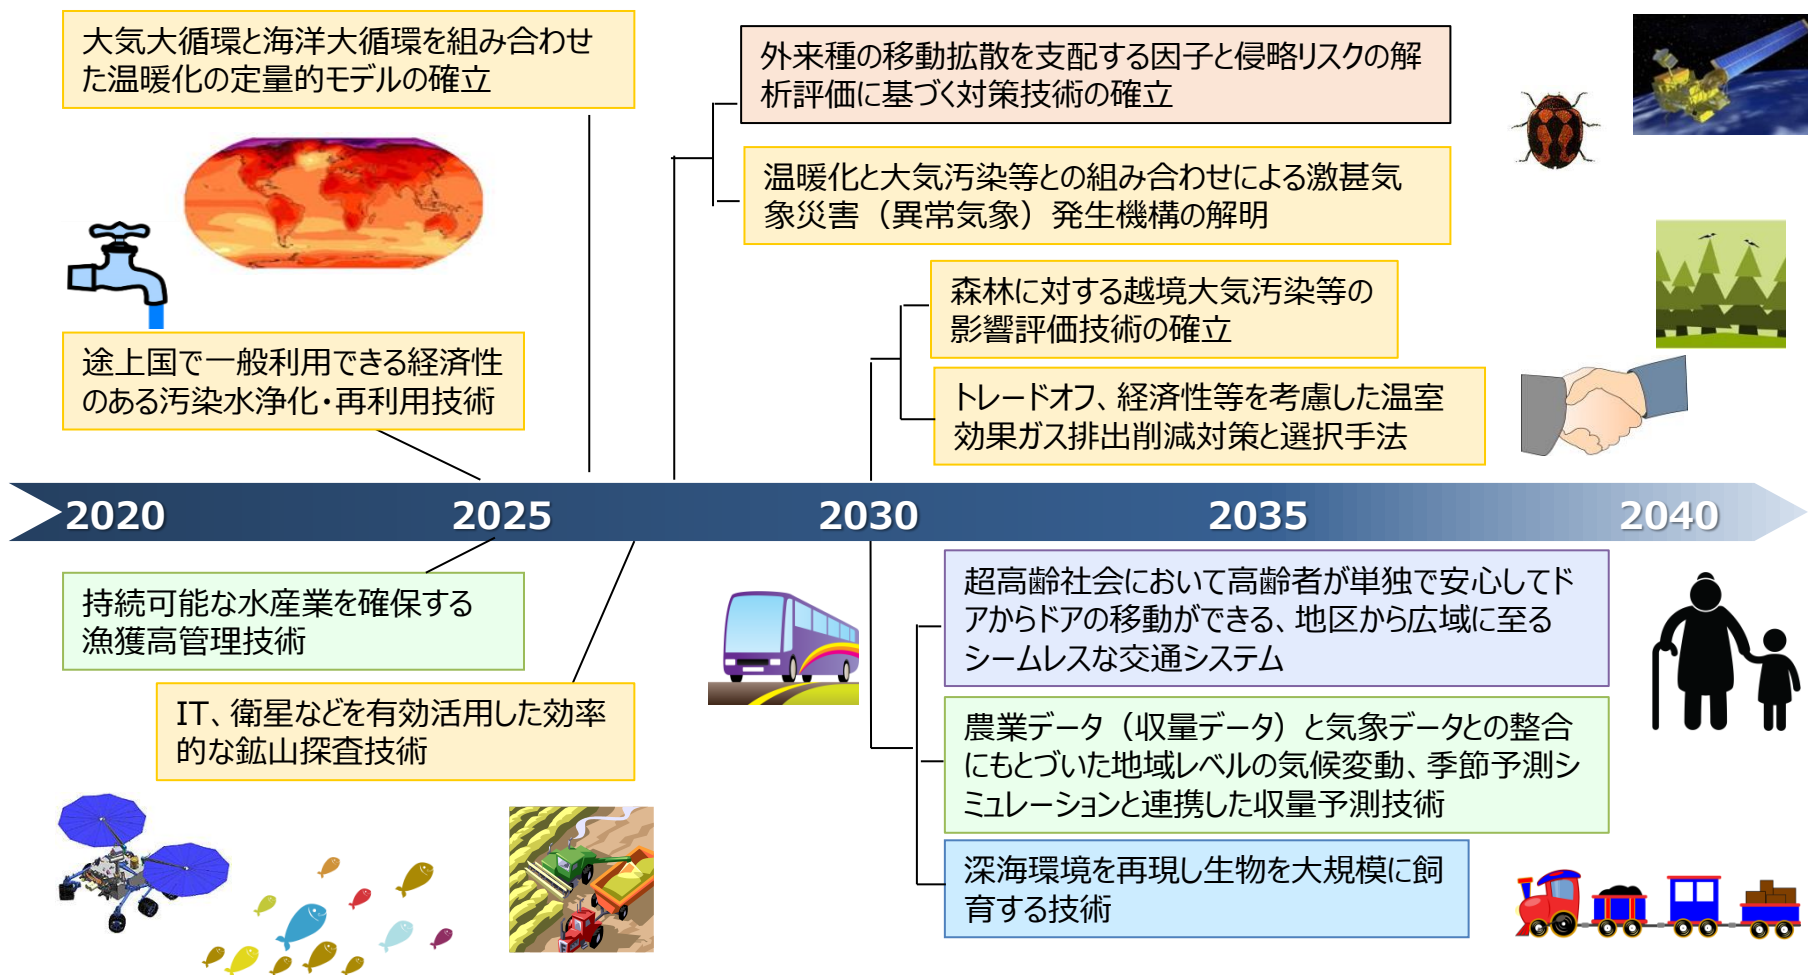 大気大循環と海洋大循環を組み合わせ
た温暖化の定量的モデルの確立
外来種の移動拡散を支配する因子と侵略リスクの解
析評価に基づく対策技術の確立
温暖化と大気汚染等との組み合わせによる激甚気
象災害（異常気象）発生機構の解明
森林に対する越境大気汚染等の
影響評価技術の確立
途上国で一般利用できる経済性
のある汚染水浄化・再利用技術
トレードオフ、経済性等を考慮した温室
効果ガス排出削減対策と選択手法
2020 2025 2030 2035 2040
持続可能な水産業を確保する
漁獲高管理技術
IT、衛星などを有効活用した効率
的な鉱山探査技術
超高齢社会において高齢者が単独で安心してド
アからドアの移動ができる、地区から広域に至る
シームレスな交通システム
農業データ（収量データ）と気象データとの整合
にもとづいた地域レベルの気候変動、季節予測シ
ミュレーションと連携した収量予測技術
深海環境を再現し生物を大規模に飼
育する技術